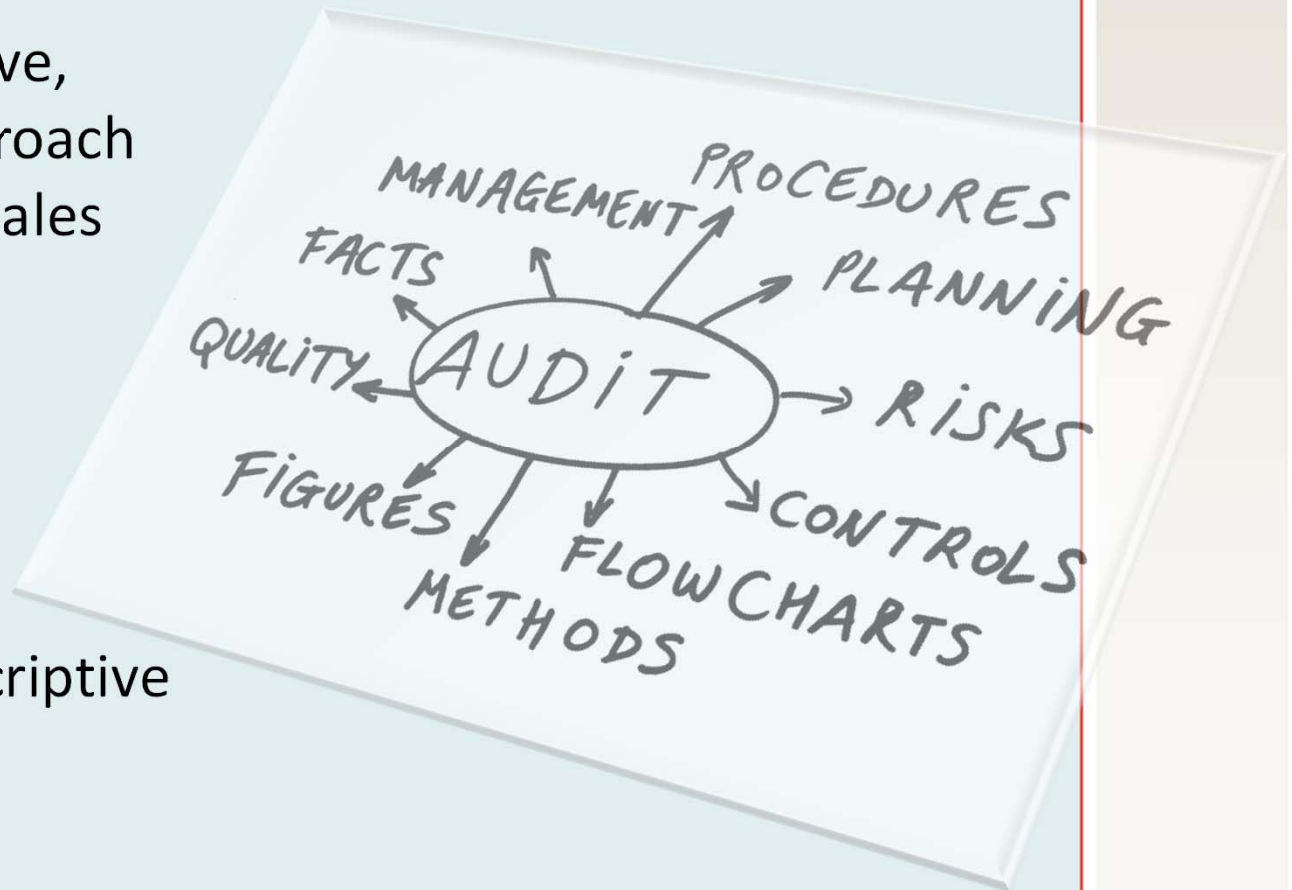 ve,
roach
ales
criptive
MANAGEMENT
PROCEDURES
FACTS
PLANNiNG
QUALiTY
AUDiT
RiSKS
FiGURES
CONTROLS
METHODS
FLOWCHARTS